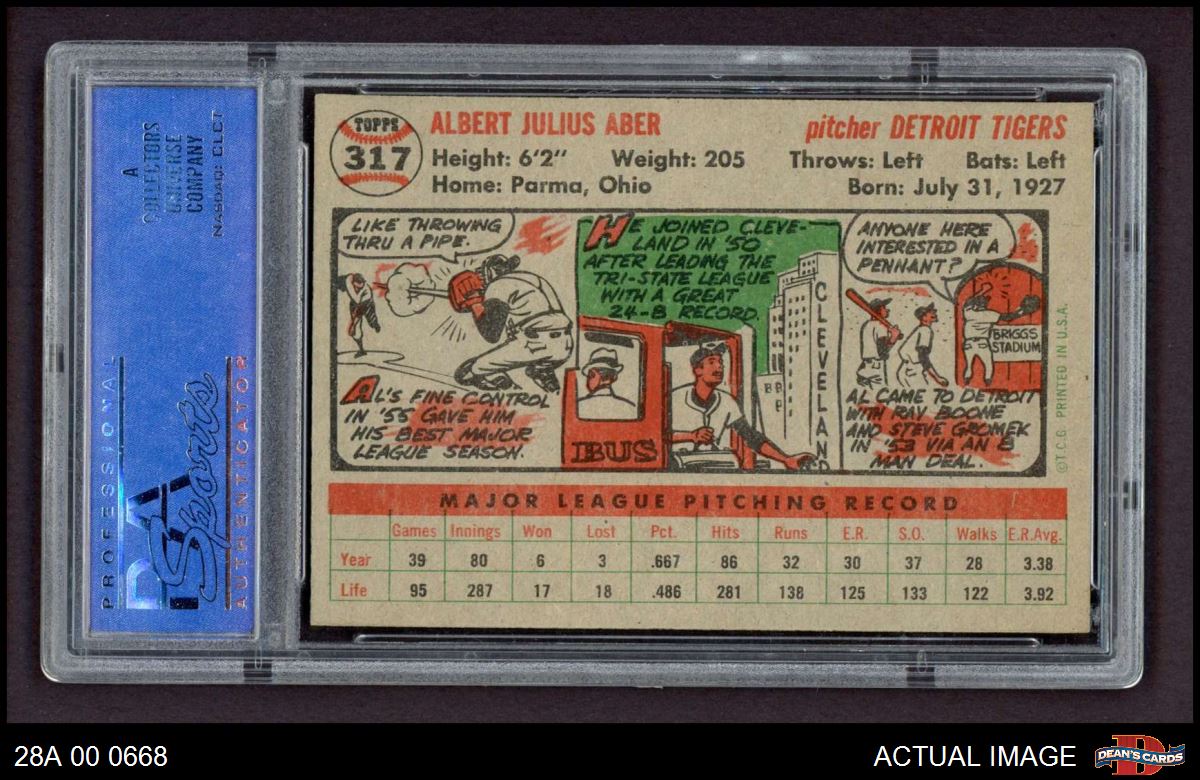 A
COLLECTORS
UNIVERSE
COMPANY
NASDAQ: CLCT
PROFESSIONAL
PSA
Sports
AUTHENTICATOR
TOPPS
317
ALBERT JULIUS ABER
pitcher DETROIT TIGERS
Height: 6'2" Weight: 205 Throws: Left Bats: Left
Home: Parma, Ohio Born: July 31, 1927
LIKE THROWING
THRU A PIPE.
AL'S FINE CONTROL
IN '55 GAVE HIM
HIS BEST MAJOR
LEAGUE SEASON.
HE JOINED CLEVE-
LAND IN '50
AFTER LEADING THE
TRI-STATE LEAGUE
WITH A GREAT
24-8 RECORD.
CLEVELAND
BUS
ANYONE HERE
INTERESTED IN A
PENNANT?
BRIGGS
STADIUM
AL CAME TO DETROIT
WITH RAY BOONE
AND STEVE GROMEK
IN '53 VIA AN 8
MAN DEAL.
©T.C.G. PRINTED IN U.S.A.
MAJOR LEAGUE PITCHING RECORD
Games Innings Won Lost Pct. Hits Runs E.R. S.O. Walks E.R.Avg.
Year 39 80 6 3 .667 86 32 30 37 28 3.38
Life 95 287 17 18 .486 281 138 125 133 122 3.92
28A 00 0668
ACTUAL IMAGE
DEAN'S CARDS